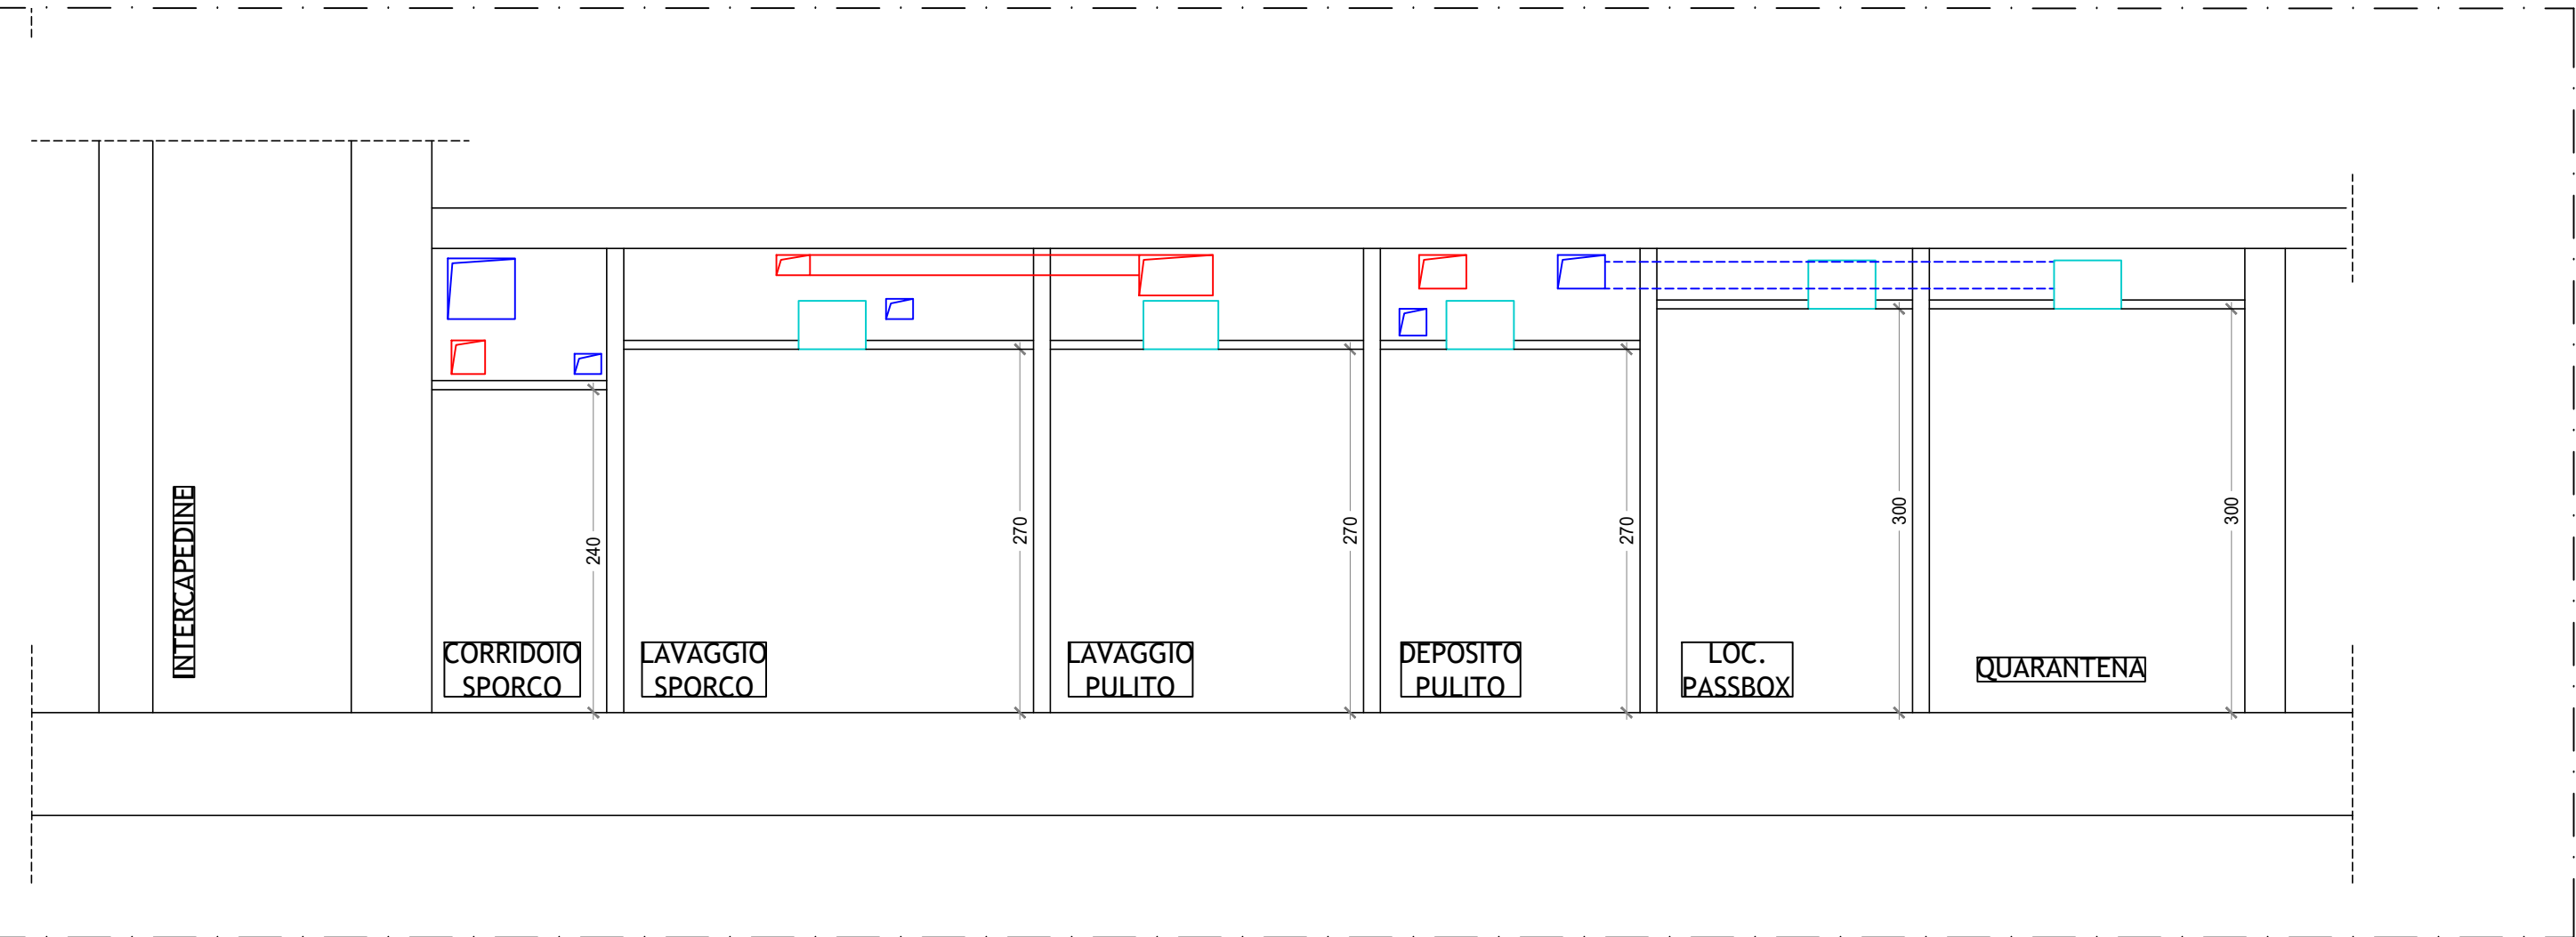 INTERCAPEDINE
CORRIDOIO
SPORCO
240
LAVAGGIO
SPORCO
270
LAVAGGIO
PULITO
270
DEPOSITO
PULITO
270
LOC.
PASSBOX
300
QUARANTENA
300